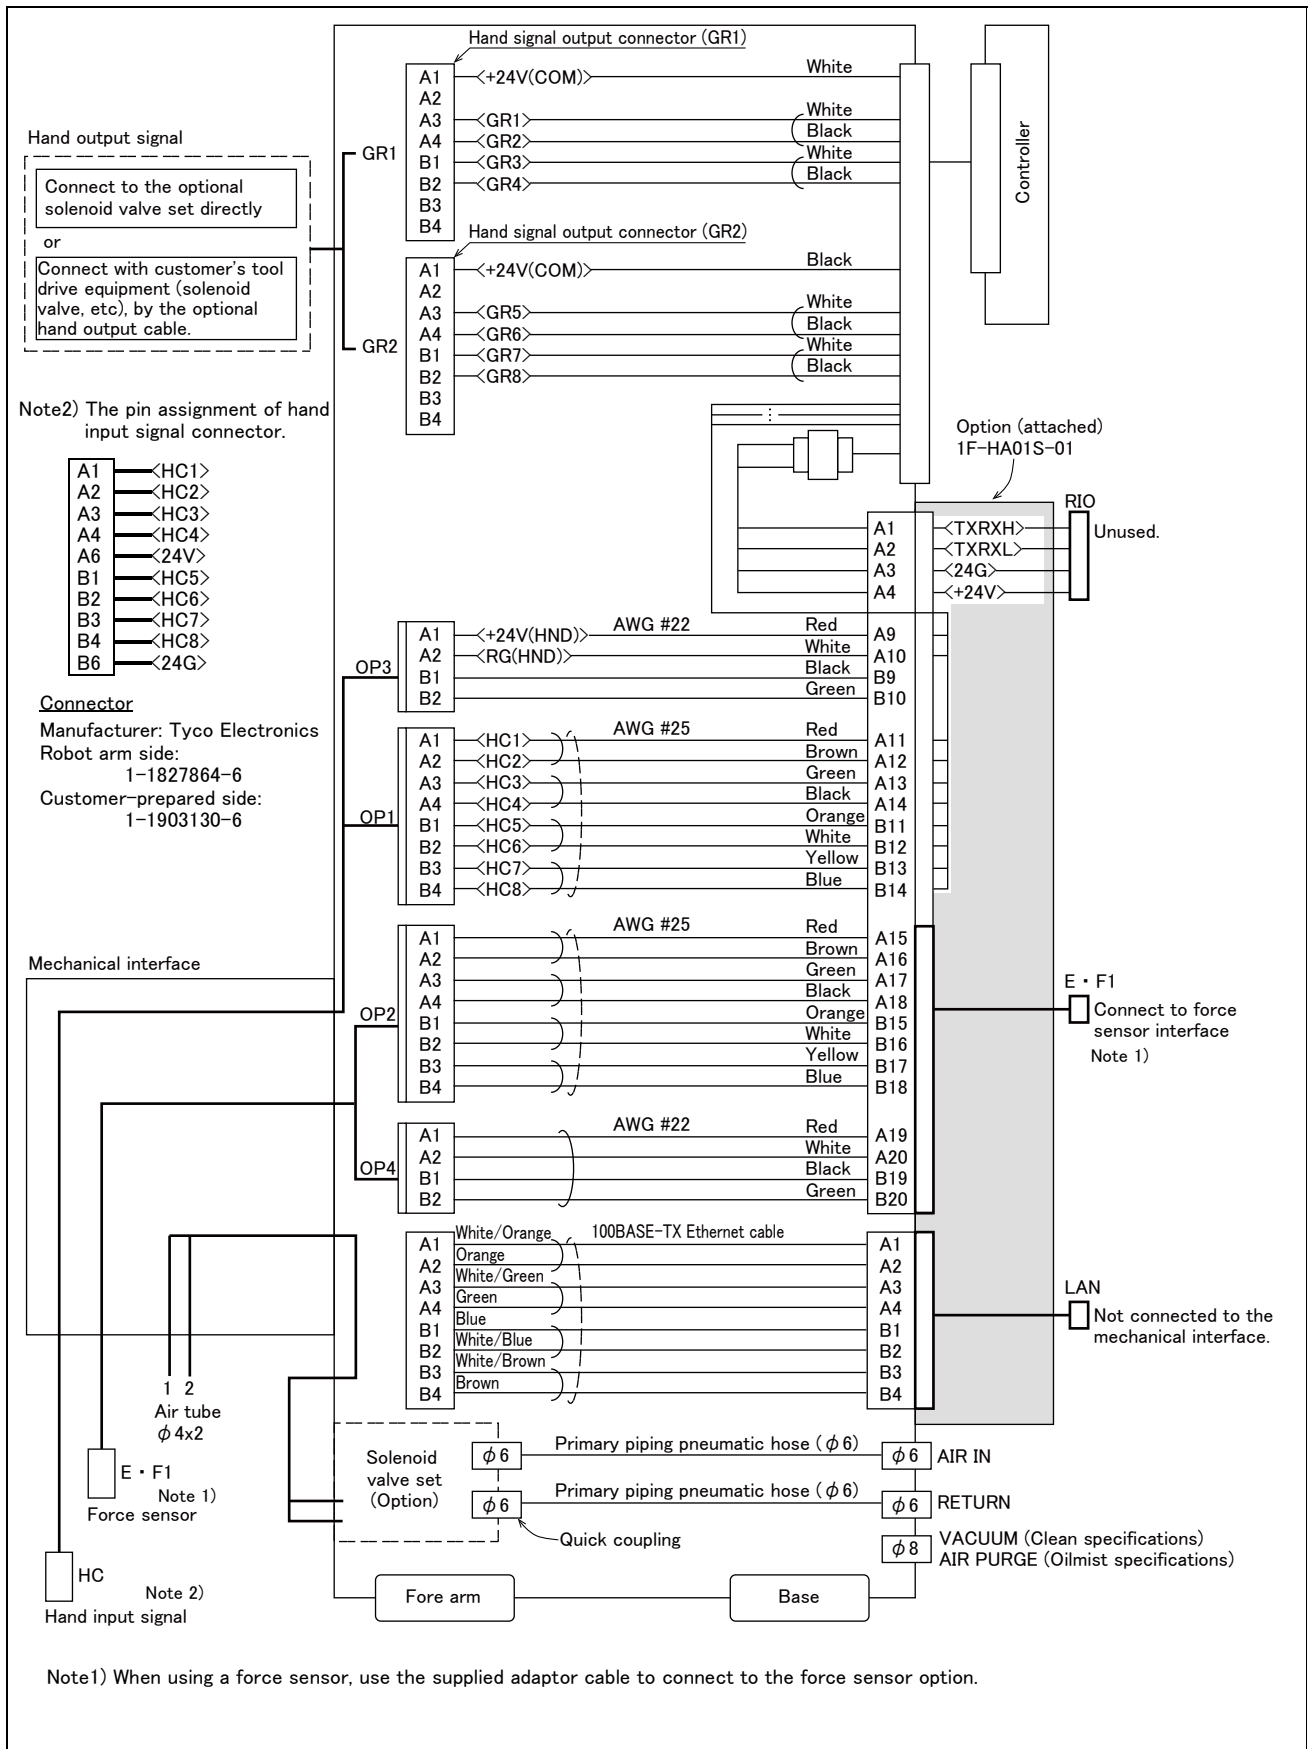 Hand signal output connector (GR1)
A1 <+24V(COM)> White
A2
A3 <GR1> White
A4 <GR2> Black
B1 <GR3> White
B2 <GR4> Black
B3
B4
GR1
Controller
Hand output signal
Connect to the optional
solenoid valve set directly
or
Connect with customer's tool
drive equipment (solenoid
valve, etc), by the optional
hand output cable.
Hand signal output connector (GR2)
A1 <+24V(COM)> Black
A2
A3 <GR5> White
A4 <GR6> Black
B1 <GR7> White
B2 <GR8> Black
B3
B4
GR2
Note2) The pin assignment of hand
input signal connector.
A1 <HC1>
A2 <HC2>
A3 <HC3>
A4 <HC4>
A6 <24V>
B1 <HC5>
B2 <HC6>
B3 <HC7>
B4 <HC8>
B6 <24G>
Connector
Manufacturer: Tyco Electronics
Robot arm side:
1-1827864-6
Customer-prepared side:
1-1903130-6
Option (attached)
1F-HA01S-01
RIO
Unused.
A1 <TXRXH>
A2 <TXRXL>
A3 <24G>
A4 <+24V>
OP3
A1 <+24V(HND)> AWG #22 Red A9
A2 <RG(HND)> White A10
B1 Black B9
B2 Green B10
OP1
A1 <HC1> AWG #25 Red A11
A2 <HC2> Brown A12
A3 <HC3> Green A13
A4 <HC4> Black A14
B1 <HC5> Orange B11
B2 <HC6> White B12
B3 <HC7> Yellow B13
B4 <HC8> Blue B14
Mechanical interface
OP2
A1 AWG #25 Red A15
A2 Brown A16
A3 Green A17
A4 Black A18
B1 Orange B15
B2 White B16
B3 Yellow B17
B4 Blue B18
E・F1
Connect to force
sensor interface
Note 1)
OP4
A1 AWG #22 Red A19
A2 White A20
B1 Black B19
B2 Green B20
A1 White/Orange 100BASE-TX Ethernet cable A1
A2 Orange A2
A3 White/Green A3
A4 Green A4
B1 Blue B1
B2 White/Blue B2
B3 White/Brown B3
B4 Brown B4
LAN
Not connected to the
mechanical interface.
1 2
Air tube
φ4x2
E・F1
Note 1)
Force sensor
HC
Note 2)
Hand input signal
Solenoid
valve set
(Option)
φ6 Primary piping pneumatic hose (φ6) φ6 AIR IN
φ6 Primary piping pneumatic hose (φ6) φ6 RETURN
Quick coupling
φ8 VACUUM (Clean specifications)
AIR PURGE (Oilmist specifications)
Fore arm
Base
Note1) When using a force sensor, use the supplied adaptor cable to connect to the force sensor option.